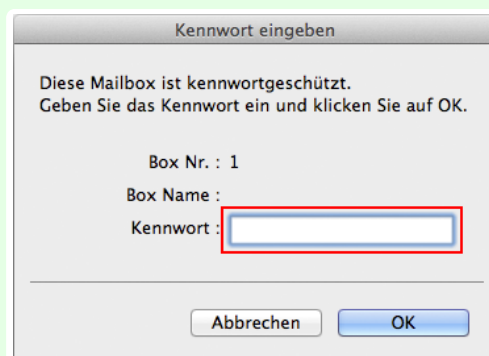 Kennwort eingeben
Diese Mailbox ist kennwortgeschützt.
Geben Sie das Kennwort ein und klicken Sie auf OK.
Box Nr. : 1
Box Name :
Kennwort :
Abbrechen OK